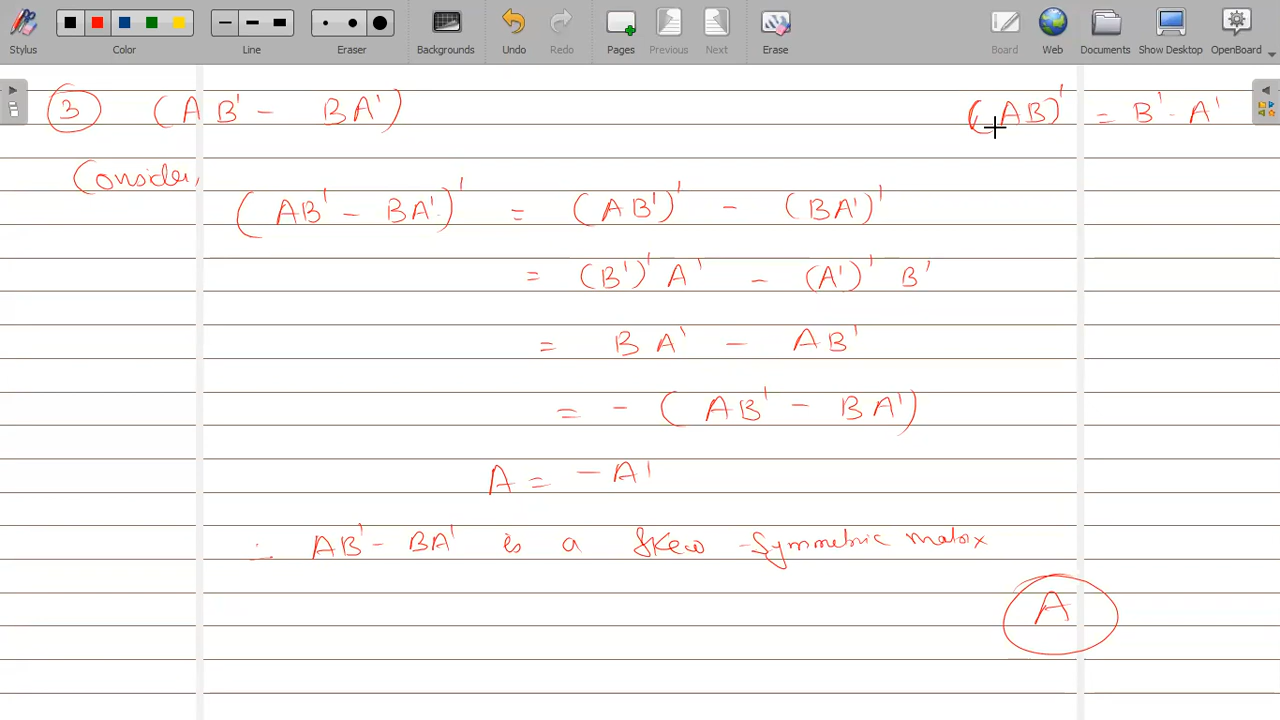 Stylus Color Line Eraser Backgrounds Undo Redo Pages Previous Next Erase Board Web Documents Show Desktop OpenBoard
3 (AB' - BA') (AB)' = B' - A'
Consider,
(AB' - BA')' = (AB')' - (BA')'
= (B')' A' - (A')' B'
= BA' - AB'
= - (AB' - BA')
A = -A'
∴ AB' - BA' is a Skew-Symmetric matrix
A